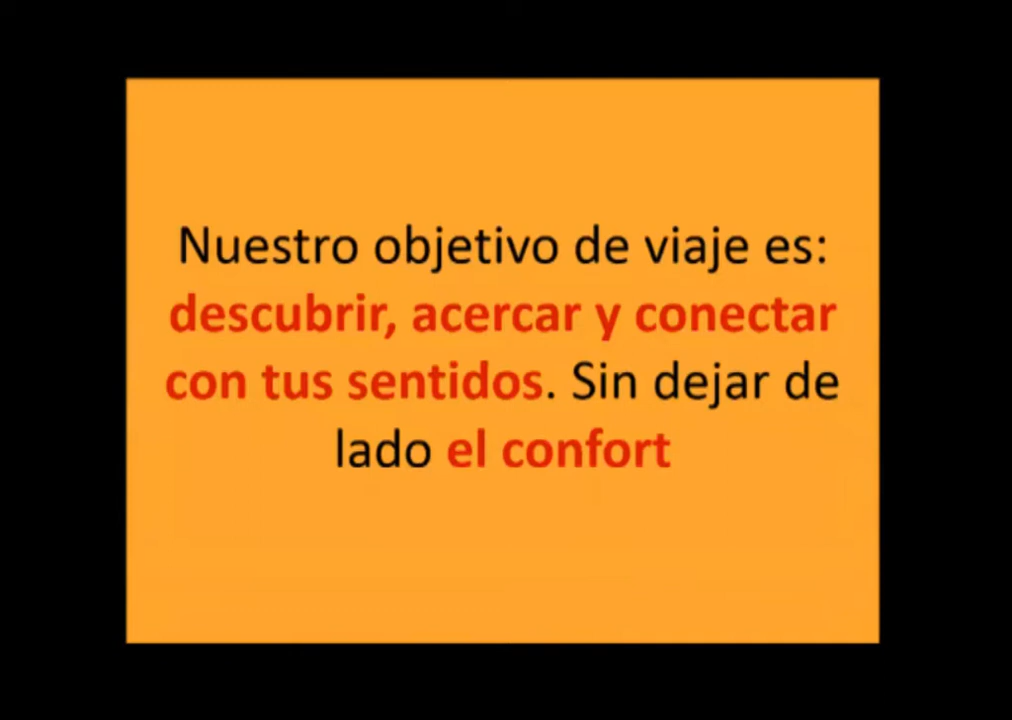 Nuestro objetivo de viaje es:
descubrir, acercar y conectar
con tus sentidos. Sin dejar de
lado el confort